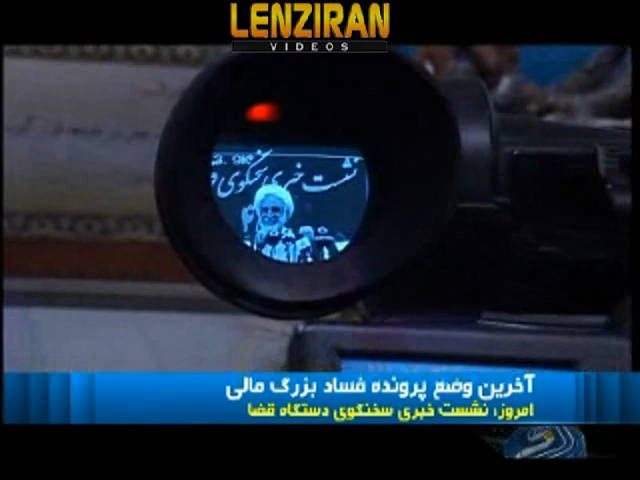 LENZIRAN
VIDEOS
نشست خبری سخنگوی
آخرین وضع پرونده فساد بزرگ مالی
امروز، نشست خبری سخنگوی دستگاه قضا